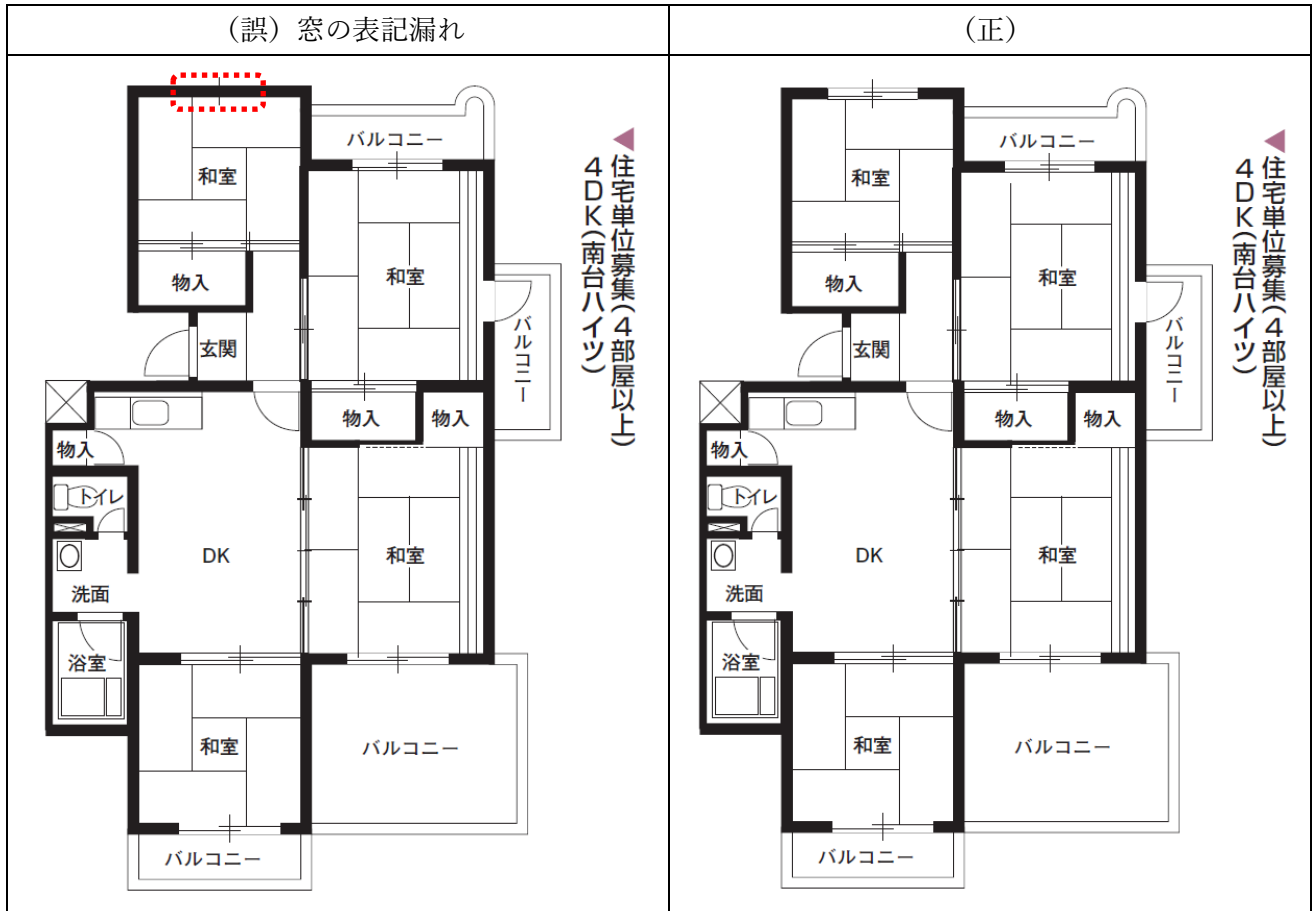 (誤)窓の表記漏れ
バルコニー
和室
和室
物入
バルコニー
玄関
物入
物入
物入
トイレ
DK
和室
洗面
浴室
和室
バルコニー
バルコニー
◀住宅単位募集(4部屋以上)
4DK(南台ハイツ)
(正)
バルコニー
和室
和室
物入
バルコニー
玄関
物入
物入
物入
トイレ
DK
和室
洗面
浴室
和室
バルコニー
バルコニー
◀住宅単位募集(4部屋以上)
4DK(南台ハイツ)